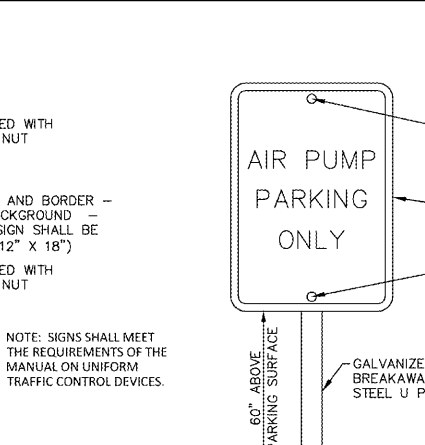 ED WITH
NUT
AND BORDER –
CKGROUND –
SIGN SHALL BE
12" X 18")
ED WITH
NUT
NOTE: SIGNS SHALL MEET
THE REQUIREMENTS OF THE
MANUAL ON UNIFORM
TRAFFIC CONTROL DEVICES.
AIR PUMP
PARKING
ONLY
60" ABOVE
PARKING SURFACE
GALVANIZE
BREAKAWA
STEEL U P